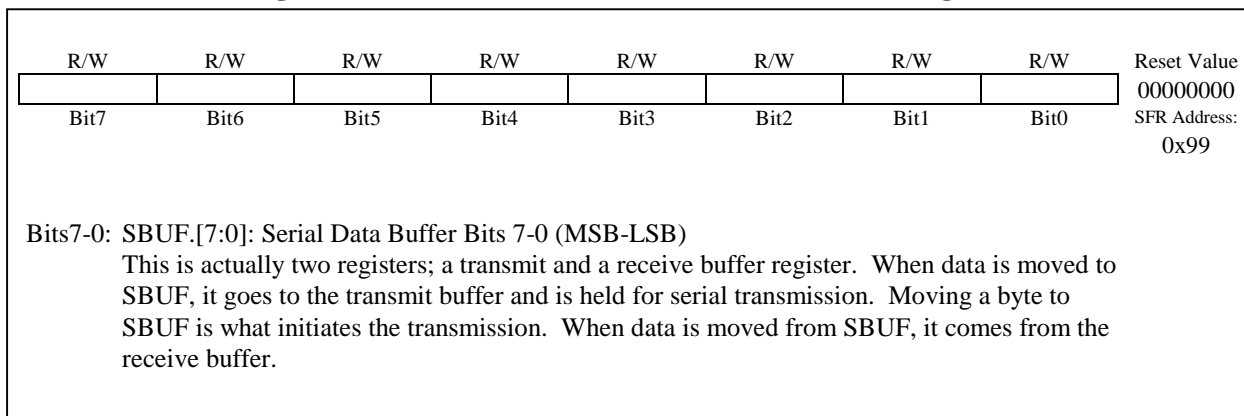 R/W R/W R/W R/W R/W R/W R/W R/W Reset Value
00000000
Bit7 Bit6 Bit5 Bit4 Bit3 Bit2 Bit1 Bit0 SFR Address:
0x99
Bits7-0: SBUF.[7:0]: Serial Data Buffer Bits 7-0 (MSB-LSB)
This is actually two registers; a transmit and a receive buffer register. When data is moved to
SBUF, it goes to the transmit buffer and is held for serial transmission. Moving a byte to
SBUF is what initiates the transmission. When data is moved from SBUF, it comes from the
receive buffer.